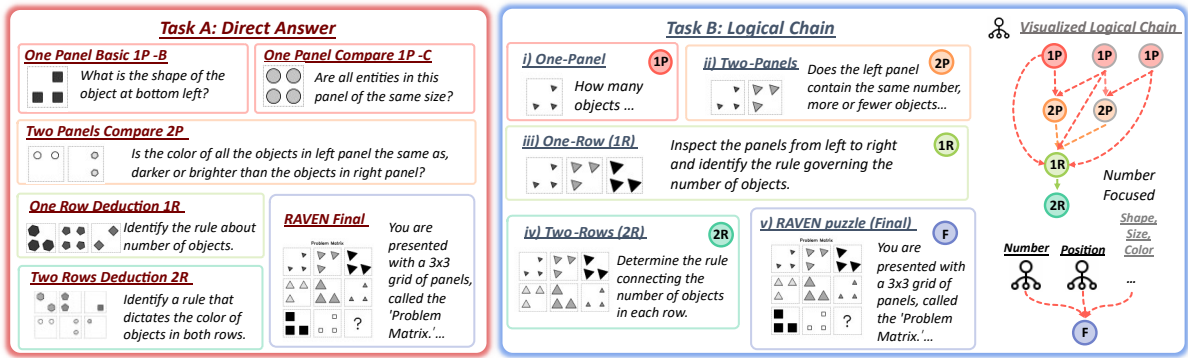 Task A: Direct Answer
One Panel Basic 1P -B
What is the shape of the
object at bottom left?
One Panel Compare 1P -C
Are all entities in this
panel of the same size?
Two Panels Compare 2P
Is the color of all the objects in left panel the same as,
darker or brighter than the objects in right panel?
One Row Deduction 1R
Identify the rule about
number of objects.
Two Rows Deduction 2R
Identify a rule that
dictates the color of
objects in both rows.
RAVEN Final
Problem Matrix
?
You are
presented
with a 3x3
grid of panels,
called the
'Problem
Matrix.'...
Task B: Logical Chain
i) One-Panel
1P
How many
objects ...
ii) Two-Panels
2P
Does the left panel
contain the same number,
more or fewer objects...
iii) One-Row (1R)
1R
Inspect the panels from left to right
and identify the rule governing the
number of objects.
iv) Two-Rows (2R)
2R
Determine the rule
connecting the
number of objects
in each row.
v) RAVEN puzzle (Final)
F
Problem Matrix
?
You are
presented with
a 3x3 grid of
panels, called
the 'Problem
Matrix.'...
Visualized Logical Chain
1P 1P 1P
2P 2P
1R
2R
Number
Focused
Shape,
Size,
Color
Number Position
...
F